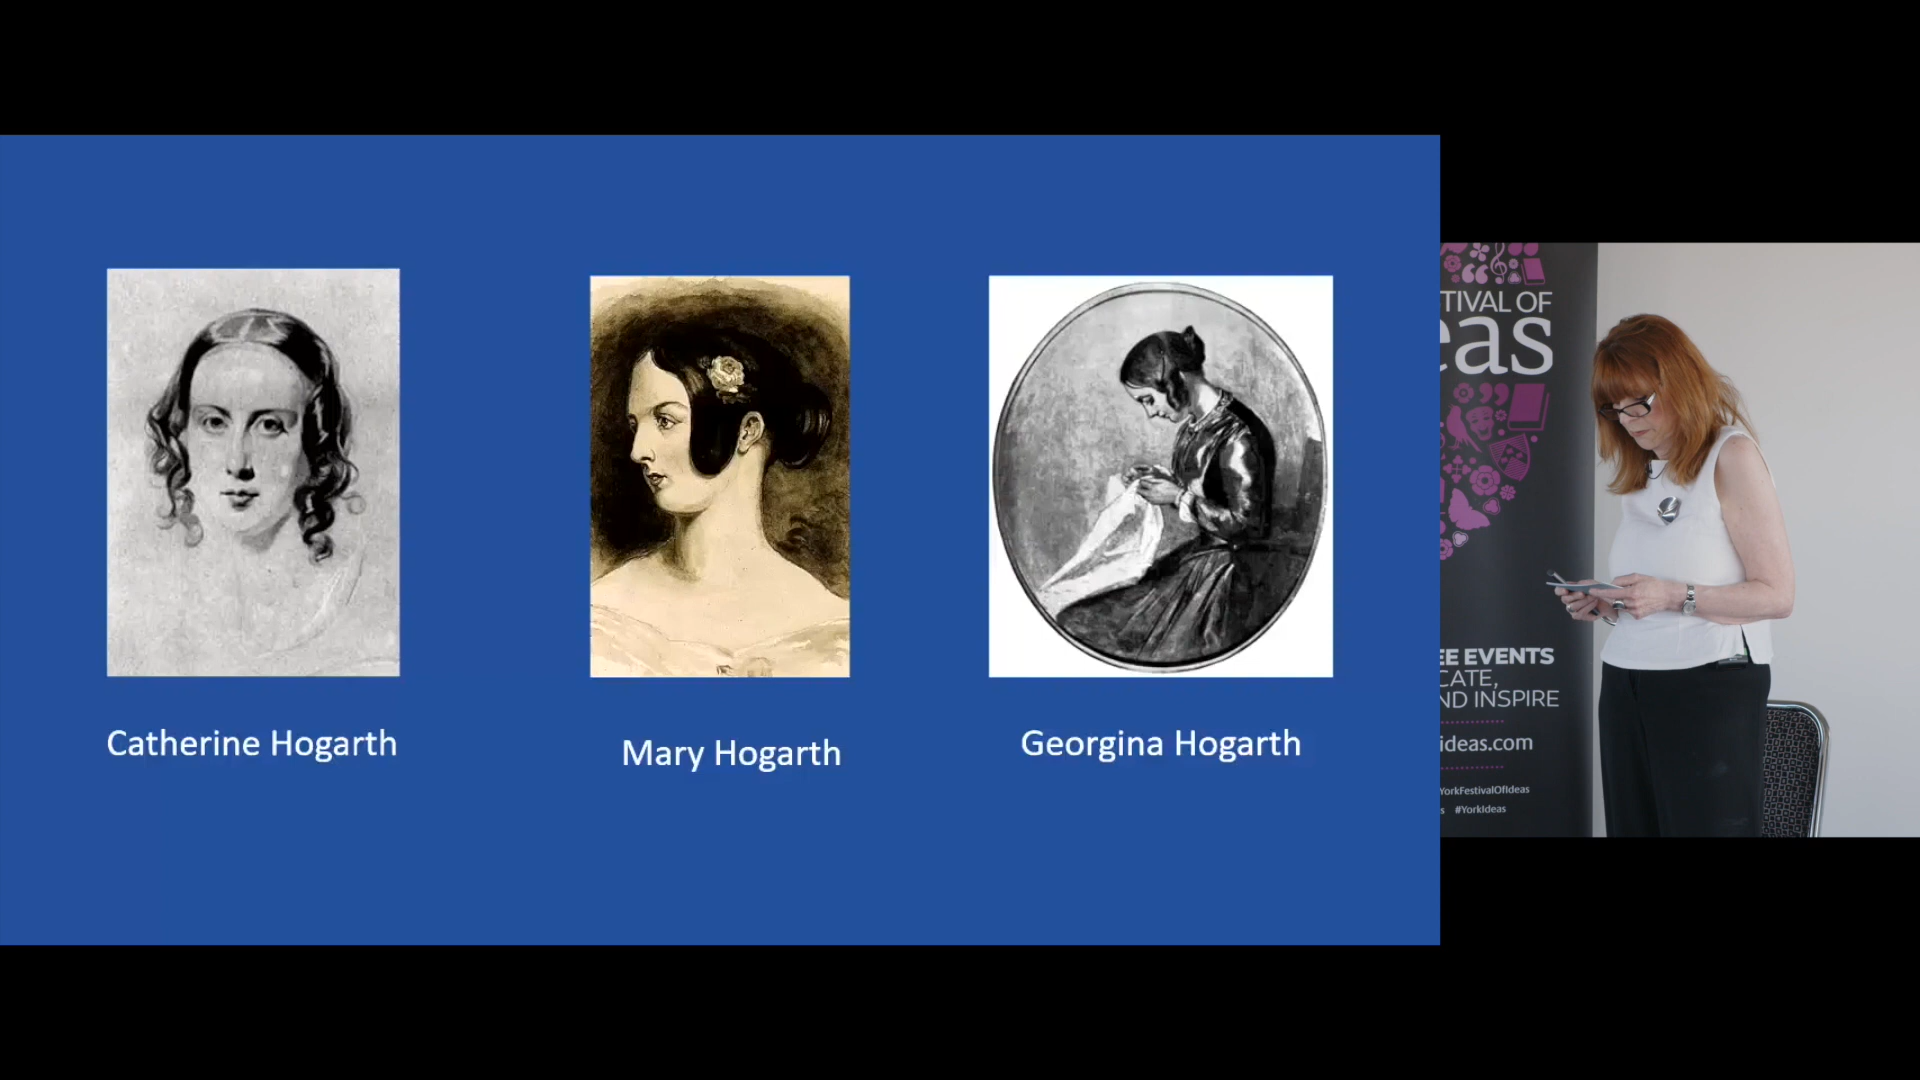 Catherine Hogarth
Mary Hogarth
Georgina Hogarth
TIVAL OF
eas
EE EVENTS
CATE,
ND INSPIRE
ideas.com
YorkFestivalOfIdeas
s #YorkIdeas